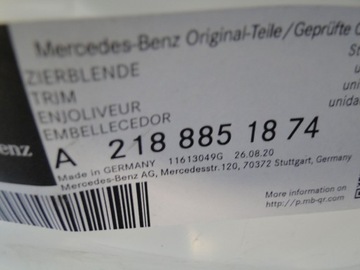 Mercedes-Benz Original-Teile/Geprüfte
ZIERBLENDE
TRIM
ENJOLIVEUR
EMBELLECEDOR
unida
enz
A 218 885 18 74
Made in GERMANY 11613049G 26.08.20
Mercedes-Benz AG, Mercedesstr. 120, 70372 Stuttgart, Germany
More information on
http://p.mb-qr.com